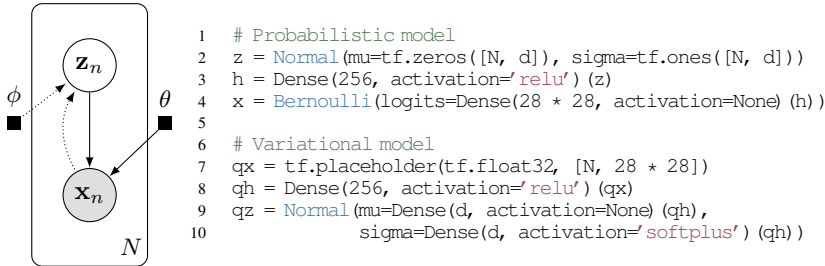 z_n
ϕ
θ
x_n
N
1 # Probabilistic model
2 z = Normal(mu=tf.zeros([N, d]), sigma=tf.ones([N, d]))
3 h = Dense(256, activation='relu')(z)
4 x = Bernoulli(logits=Dense(28 * 28, activation=None)(h))
5
6 # Variational model
7 qx = tf.placeholder(tf.float32, [N, 28 * 28])
8 qh = Dense(256, activation='relu')(qx)
9 qz = Normal(mu=Dense(d, activation=None)(qh),
10 sigma=Dense(d, activation='softplus')(qh))